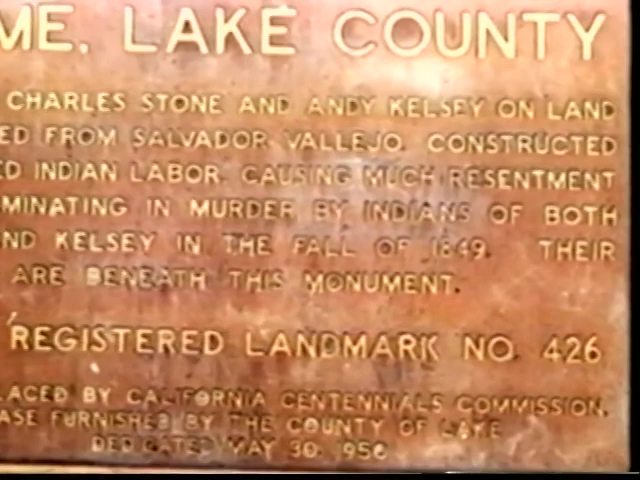 ME, LAKE COUNTY
CHARLES STONE AND ANDY KELSEY ON LAND
ED FROM SALVADOR VALLEJO. CONSTRUCTED
ED INDIAN LABOR, CAUSING MUCH RESENTMENT
MINATING IN MURDER BY INDIANS OF BOTH
ND KELSEY IN THE FALL OF 1849. THEIR
ARE BENEATH THIS MONUMENT.
REGISTERED LANDMARK NO. 426
LACED BY CALIFORNIA CENTENNIALS COMMISSION.
ASE FURNISHED BY THE COUNTY OF LAKE
DEDICATED MAY 30, 1950